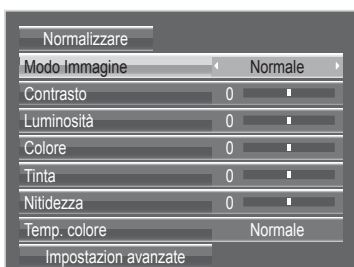 Normalizzare
Modo Immagine Normale
Contrasto 0
Luminosità 0
Colore 0
Tinta 0
Nitidezza 0
Temp. colore Normale
Impostazion avanzate